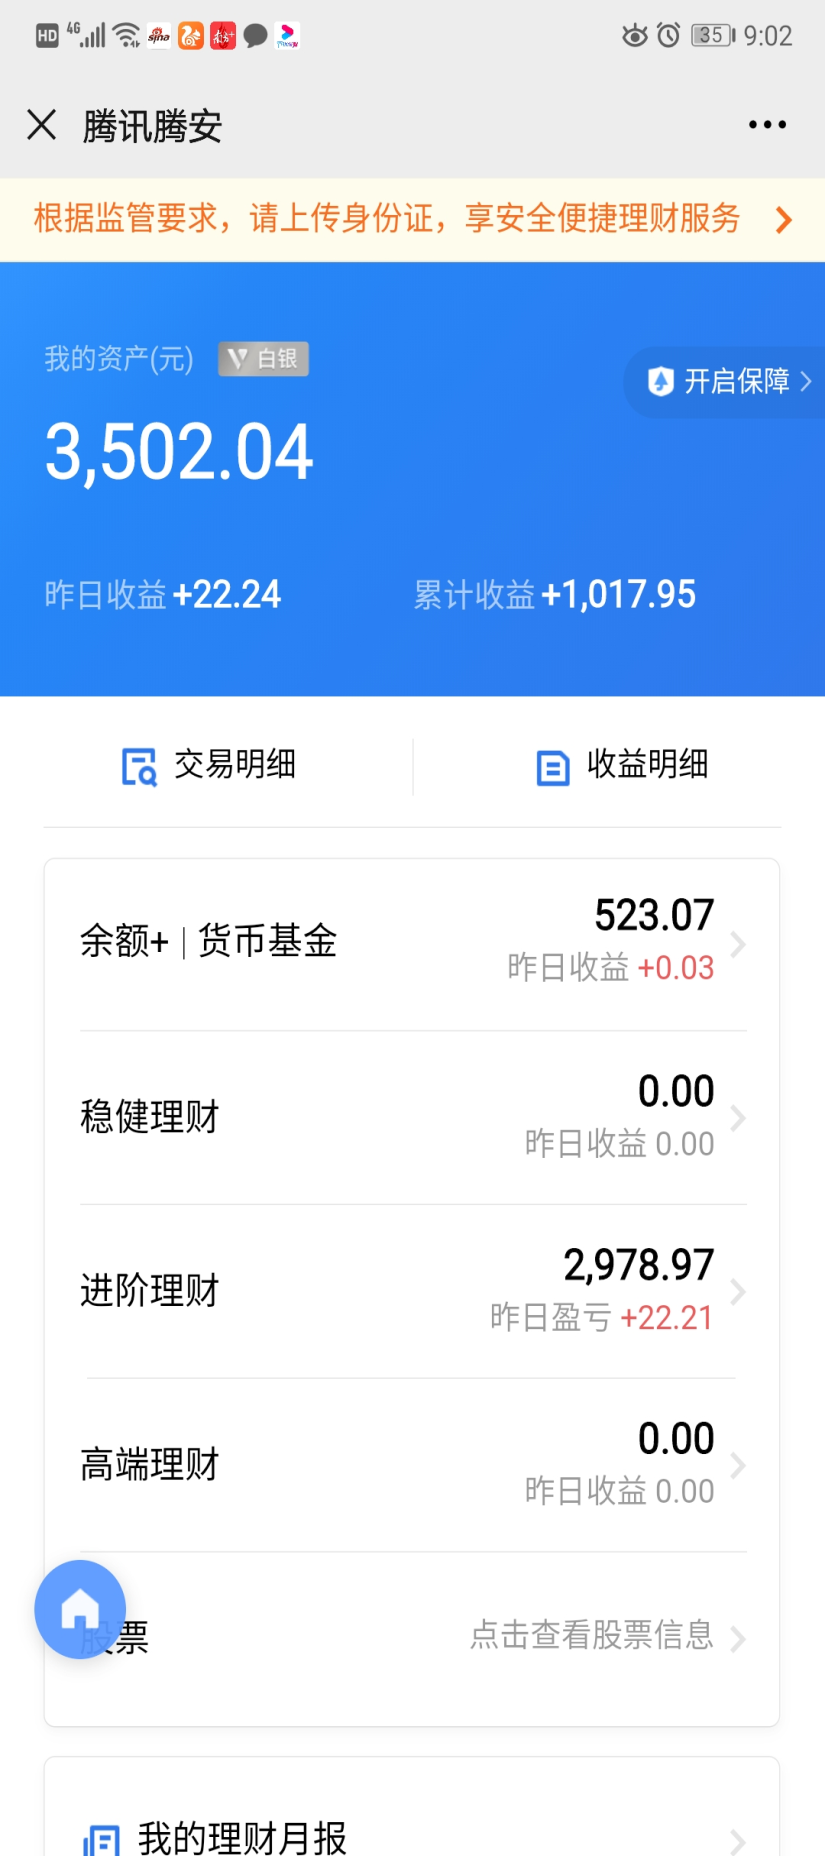 HD 4G 35 9:02
腾讯腾安
根据监管要求，请上传身份证，享安全便捷理财服务
我的资产(元) V 白银
开启保障
3,502.04
昨日收益 +22.24 累计收益 +1,017.95
交易明细 收益明细
余额+ | 货币基金 523.07
昨日收益 +0.03
稳健理财 0.00
昨日收益 0.00
进阶理财 2,978.97
昨日盈亏 +22.21
高端理财 0.00
昨日收益 0.00
股票 点击查看股票信息
我的理财月报